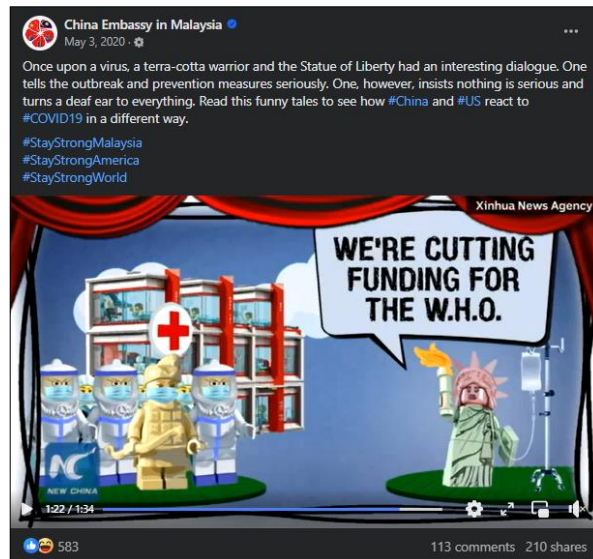 China Embassy in Malaysia
May 3, 2020 ·
Once upon a virus, a terra-cotta warrior and the Statue of Liberty had an interesting dialogue. One
tells the outbreak and prevention measures seriously. One, however, insists nothing is serious and
turns a deaf ear to everything. Read this funny tales to see how #China and #US react to
#COVID19 in a different way.
#StayStrongMalaysia
#StayStrongAmerica
#StayStrongWorld
Xinhua News Agency
WE'RE CUTTING
FUNDING FOR
THE W.H.O.
NC
NEW CHINA
1:22 / 1:34
583
113 comments 210 shares